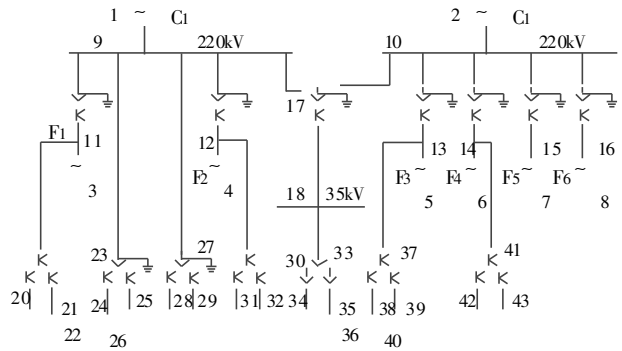 1 ~ C1 2 ~ C1
9 220kV 10 220kV
17
F1 11 12 13 14 15 16
~ F2 ~ F3 ~ F4 ~ F5 ~ F6 ~
3 4 5 6 7 8
18 35kV
23 27 30 33 37 41
20 24 25 28 29 31 32 34 38 39 42 43
21 35
22 26 36 40